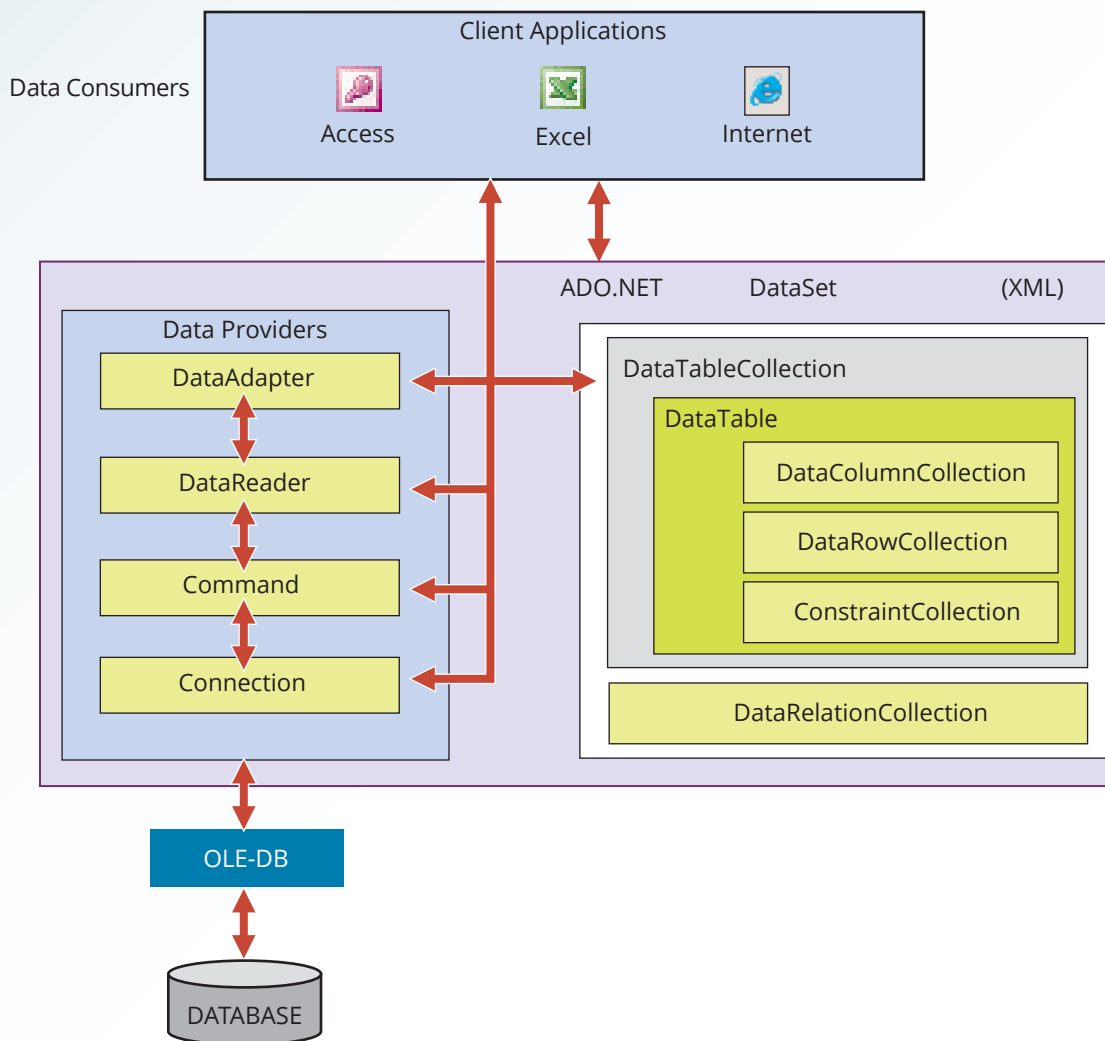 Client Applications
Data Consumers
Access
Excel
Internet
ADO.NET DataSet (XML)
Data Providers
DataAdapter
DataReader
Command
Connection
DataTableCollection
DataTable
DataColumnCollection
DataRowCollection
ConstraintCollection
DataRelationCollection
OLE-DB
DATABASE